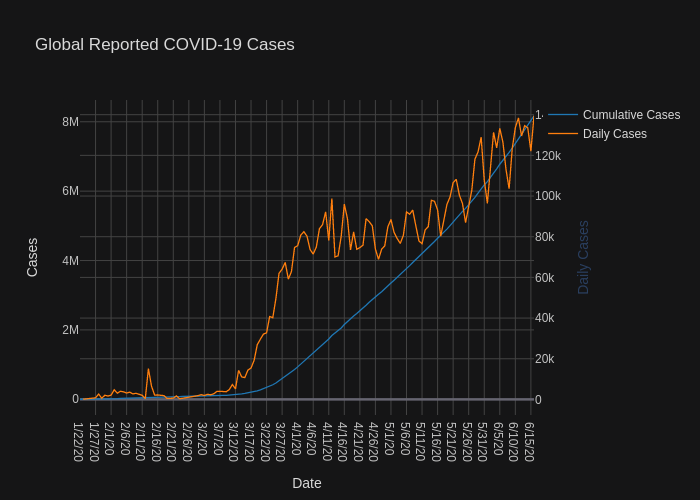 Global Reported COVID-19 Cases
Cumulative Cases
Daily Cases
8M
6M
4M
2M
0
Cases
120k
100k
80k
60k
40k
20k
0
Daily Cases
1/22/20
1/27/20
2/1/20
2/6/20
2/11/20
2/16/20
2/21/20
2/26/20
3/2/20
3/7/20
3/12/20
3/17/20
3/22/20
3/27/20
4/1/20
4/6/20
4/11/20
4/16/20
4/21/20
4/26/20
5/1/20
5/6/20
5/11/20
5/16/20
5/21/20
5/26/20
5/31/20
6/5/20
6/10/20
6/15/20
Date